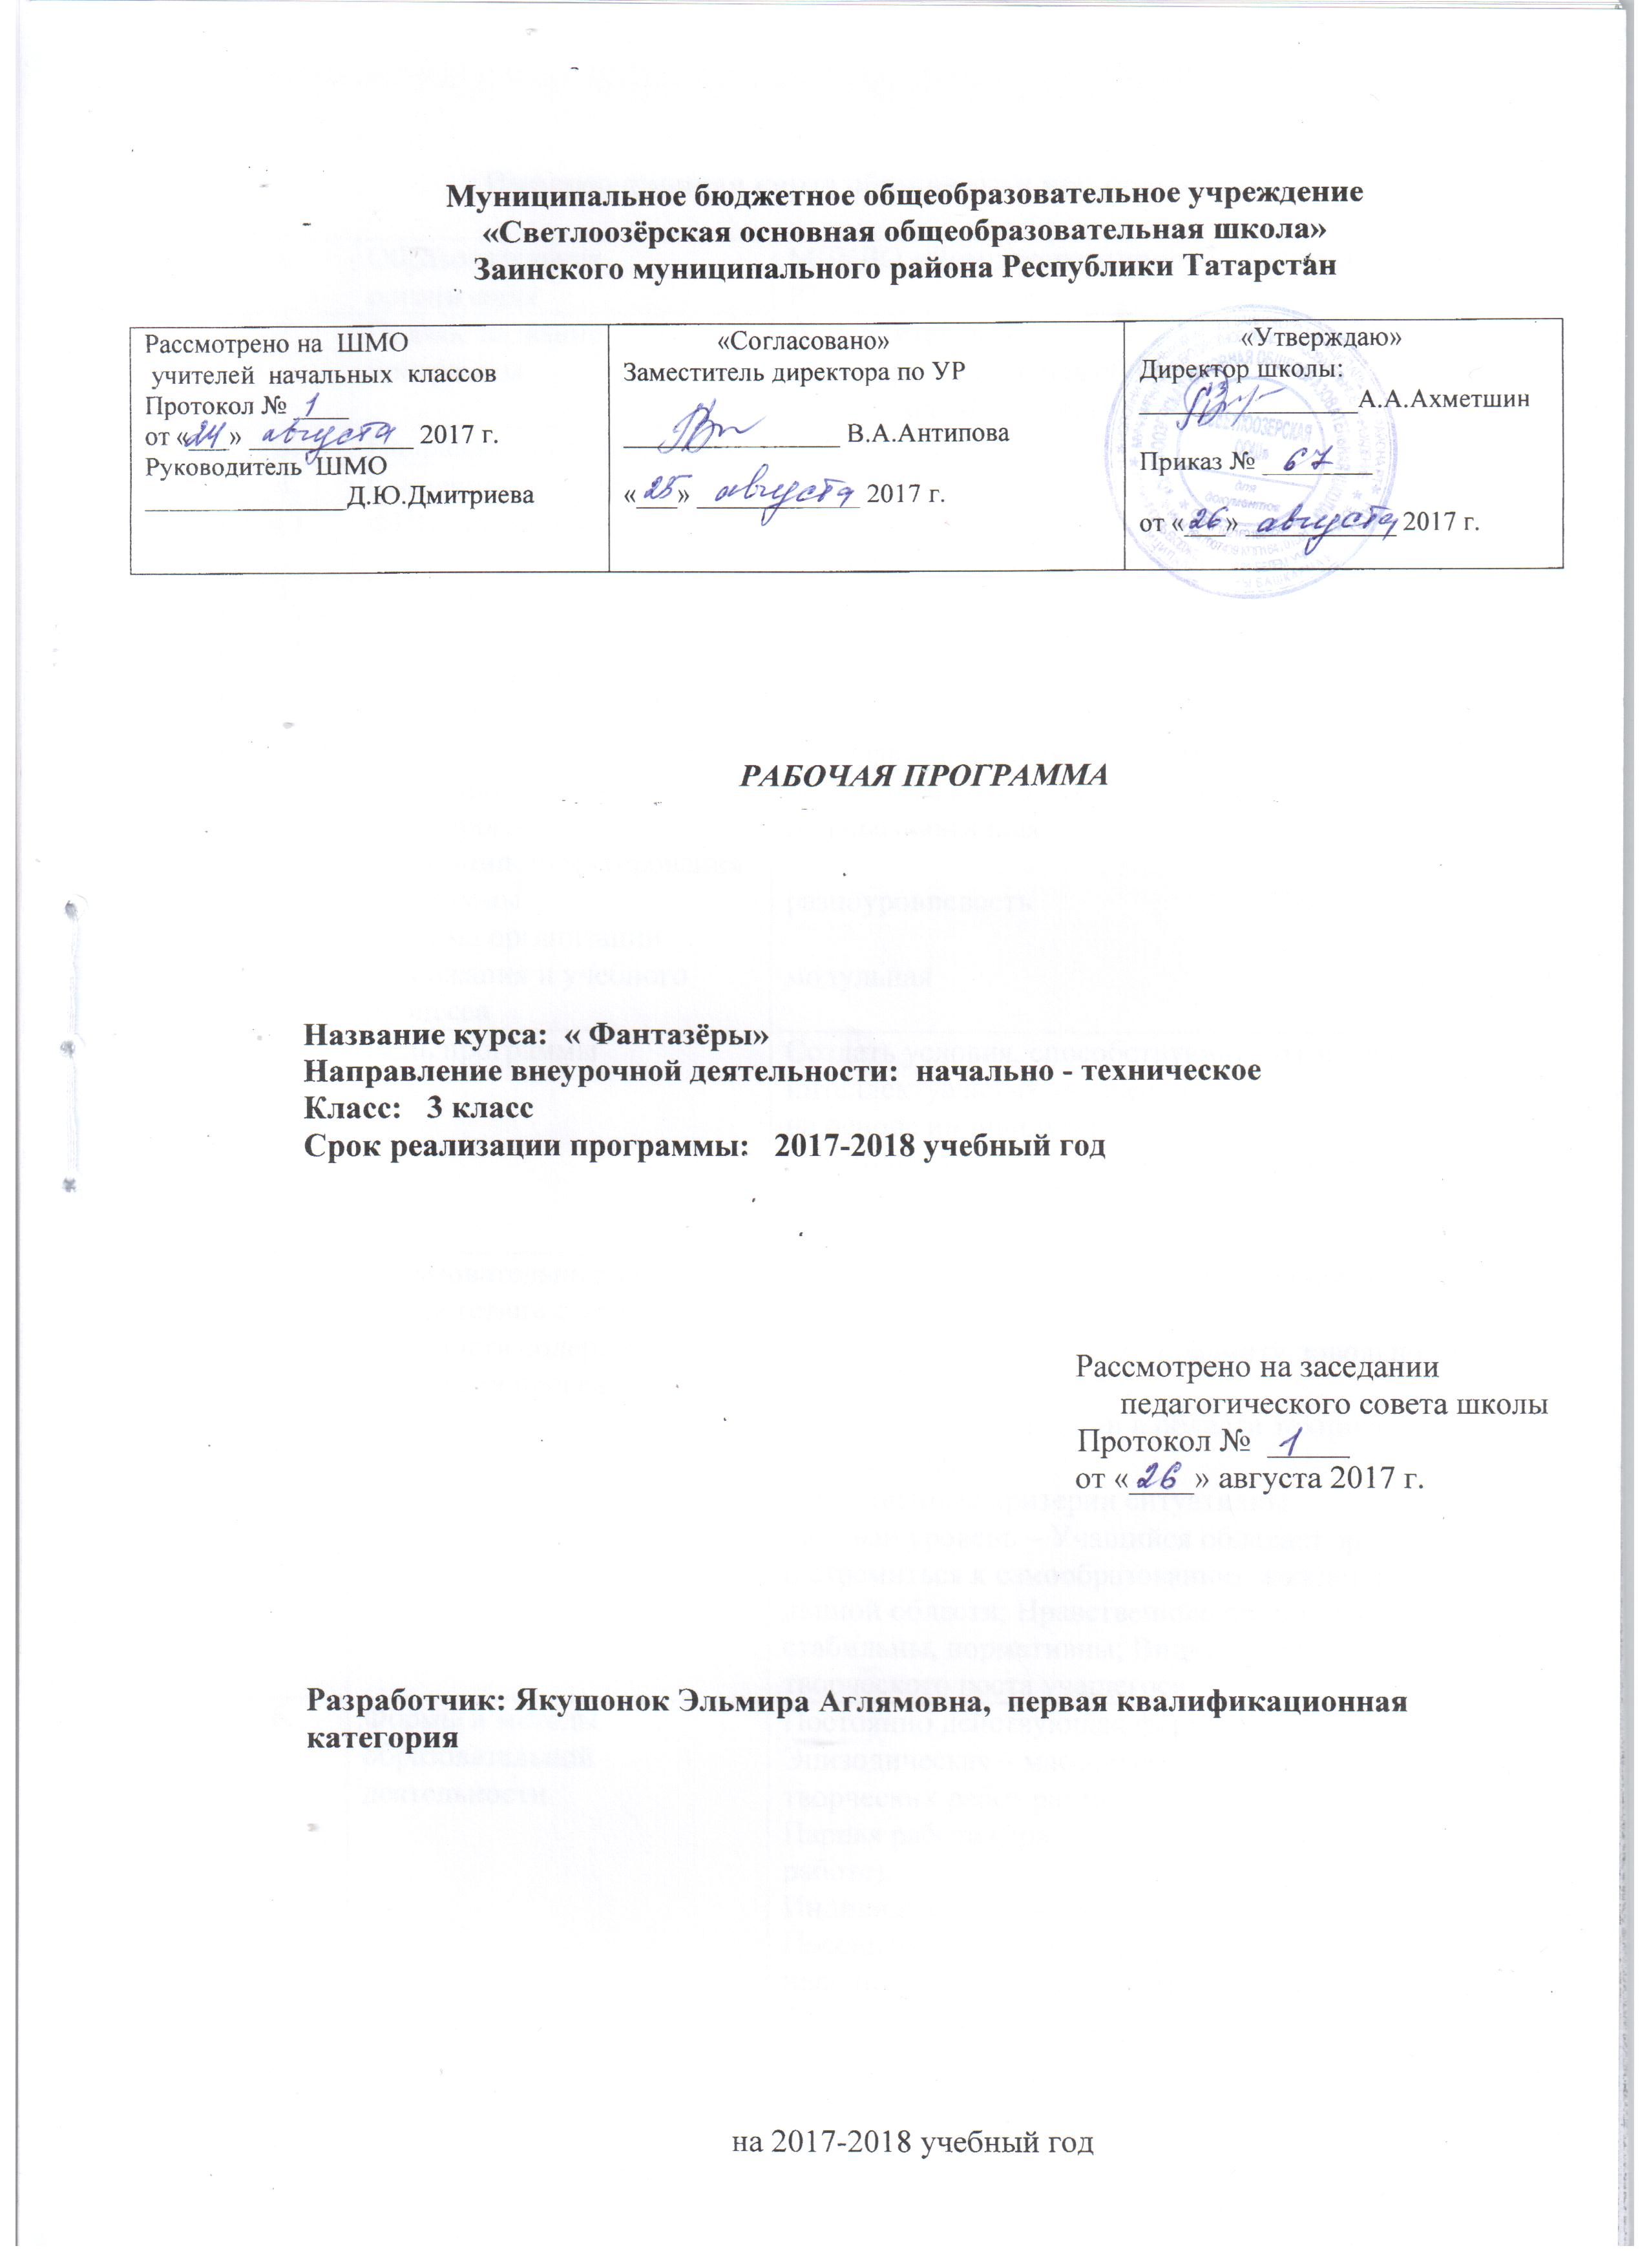 Муниципальное бюджетное общеобразовательное учреждение
«Светлоозёрская основная общеобразовательная школа»
Заинского муниципального района Республики Татарстан
Рассмотрено на ШМО
учителей начальных классов
Протокол № 1
от «24» августа 2017 г.
Руководитель ШМО
______________Д.Ю.Дмитриева
«Согласовано»
Заместитель директора по УР
_______________ В.А.Антипова
«25» августа 2017 г.
«Утверждаю»
Директор школы:
_______________А.А.Ахметшин
Приказ № 67
от «26» августа 2017 г.
РАБОЧАЯ ПРОГРАММА
Название курса: « Фантазёры»
Направление внеурочной деятельности: начально - техническое
Класс: 3 класс
Срок реализации программы: 2017-2018 учебный год
Рассмотрено на заседании
педагогического совета школы
Протокол № 1
от «26» августа 2017 г.
Разработчик: Якушонок Эльмира Аглямовна, первая квалификационная
категория
на 2017-2018 учебный год